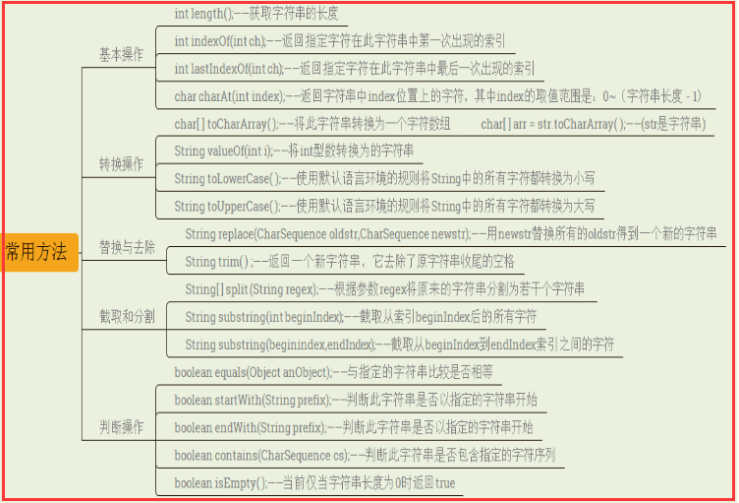 常用方法
基本操作
int length();——获取字符串的长度
int indexOf(int ch);——返回指定字符在此字符串中第一次出现的索引
int lastIndexOf(int ch);——返回指定字符在此字符串中最后一次出现的索引
char charAt(int index);——返回字符串中index位置上的字符，其中index的取值范围是：0~（字符串长度 - 1）
转换操作
char[] toCharArray();——将此字符串转换为一个字符数组 char[] arr = str.toCharArray();——(str是字符串)
String valueOf(int i);——将int型数转换为的字符串
String toLowerCase();——使用默认语言环境的规则将String中的所有字符都转换为小写
String toUpperCase();——使用默认语言环境的规则将String中的所有字符都转换为大写
替换与去除
String replace(CharSequence oldstr,CharSequence newstr);——用newstr替换所有的oldstr得到一个新的字符串
String trim() ;——返回一个新字符串，它去除了原字符串收尾的空格
截取和分割
String[] split (String regex);——根据参数regex将原来的字符串分割为若干个字符串
String substring(int beginIndex);——截取从索引beginIndex后的所有字符
String substring(beginindex,endIndex);——截取从beginIndex到endIndex索引之间的字符
判断操作
boolean equals(Object anObject);——与指定的字符串比较是否相等
boolean startWith(String prefix);——判断此字符串是否以指定的字符串开始
boolean endWith(String prefix);——判断此字符串是否以指定的字符串开始
boolean contains(CharSequence cs);——判断此字符串是否包含指定的字符序列
boolean isEmpty();——当前仅当字符串长度为0时返回true